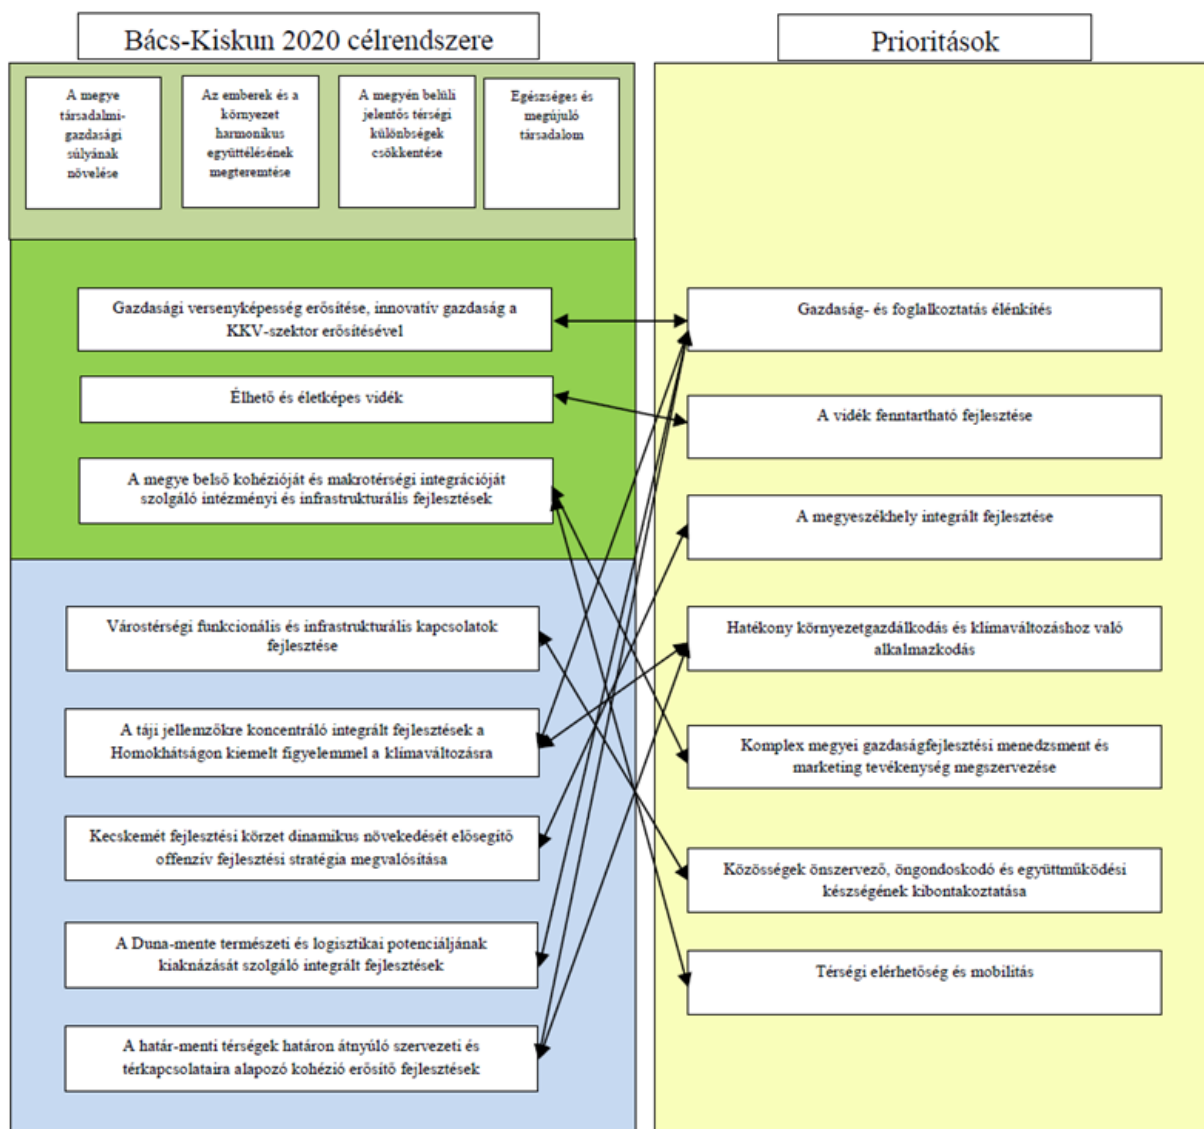 Bács-Kiskun 2020 célrendszere
Prioritások
A megye
társadalmi-
gazdasági
súlyának
növelése
Az emberek és a
környezet
harmonikus
együttélésének
megteremtése
A megyén belüli
jelentős térségi
különbségek
csökkentése
Egészséges és
megújuló
társadalom
Gazdasági versenyképesség erősítése, innovatív gazdaság a
KKV-szektor erősítésével
Élhető és életképes vidék
A megye belső kohézióját és makrotérségi integrációját
szolgáló intézményi és infrastrukturális fejlesztések
Várostérségi funkcionális és infrastrukturális kapcsolatok
fejlesztése
A táji jellemzőkre koncentráló integrált fejlesztések a
Homokhátságon kiemelt figyelemmel a klímaváltozásra
Kecskemét fejlesztési körzet dinamikus növekedését elősegítő
offenzív fejlesztési stratégia megvalósítása
A Duna-mente természeti és logisztikai potenciáljának
kiaknázását szolgáló integrált fejlesztések
A határ-menti térségek határon átnyúló szervezeti és
térkapcsolataira alapozó kohézió erősítő fejlesztések
Gazdaság- és foglalkoztatás élénkítés
A vidék fenntartható fejlesztése
A megyeszékhely integrált fejlesztése
Hatékony környezetgazdálkodás és klímaváltozáshoz való
alkalmazkodás
Komplex megyei gazdaságfejlesztési menedzsment és
marketing tevékenység megszervezése
Közösségek önszervező, öngondoskodó és együttműködési
készségének kibontakoztatása
Térségi elérhetőség és mobilitás